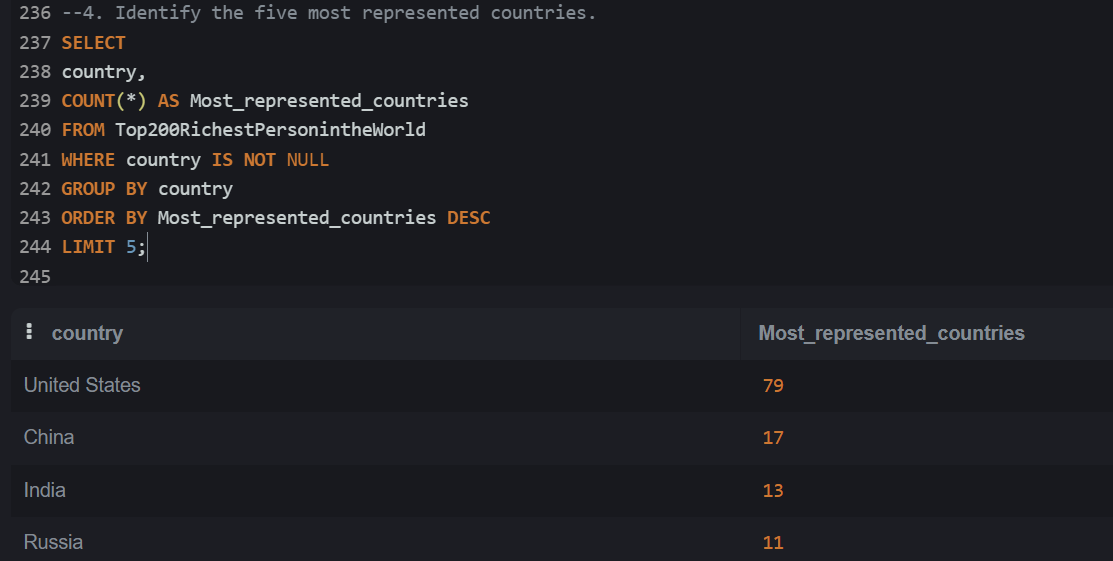 236 --4. Identify the five most represented countries.
237 SELECT
238 country,
239 COUNT(*) AS Most_represented_countries
240 FROM Top200RichestPersonintheWorld
241 WHERE country IS NOT NULL
242 GROUP BY country
243 ORDER BY Most_represented_countries DESC
244 LIMIT 5;
245
country Most_represented_countries
United States 79
China 17
India 13
Russia 11